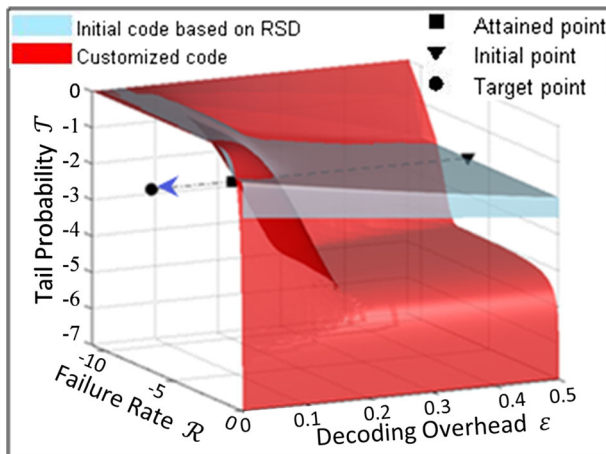 Initial code based on RSD
Customized code
Attained point
Initial point
Target point
Tail Probability 𝒯
0
-1
-2
-3
-4
-5
-6
-7
-10
-5
0
Failure Rate ℛ
0
0.1
0.2
0.3
0.4
0.5
Decoding Overhead ε